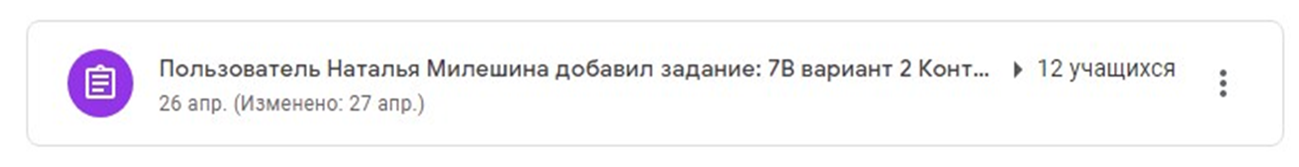 Пользователь Наталья Милешина добавил задание: 7В вариант 2 Конт... 12 учащихся
26 апр. (Изменено: 27 апр.)